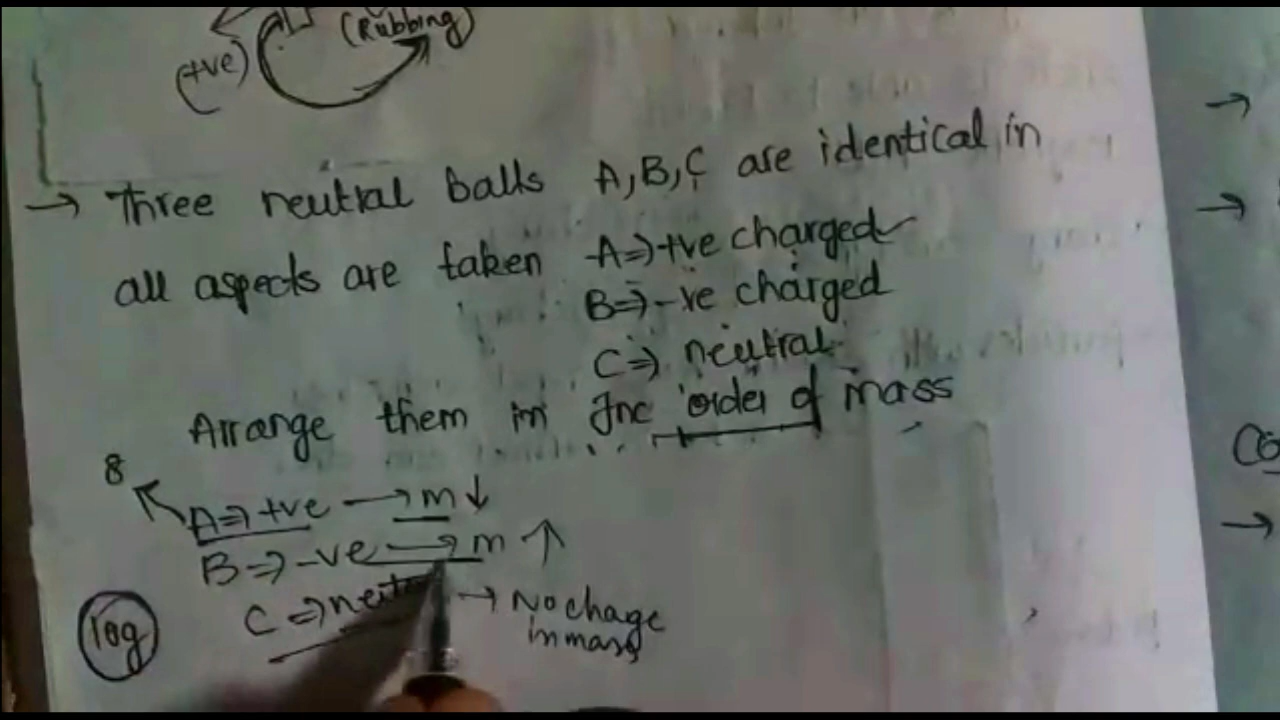 (Rubbing)
(+ve)
→ Three neutral balls A,B,C are identical in
all aspects are taken A⇒+ve charged
B⇒-ve charged
C⇒ neutral
Arrange them in Inc order of mass
8
A⇒+ve → m↓
B⇒-ve → m ↑
C⇒ → No chage
in mass
10g